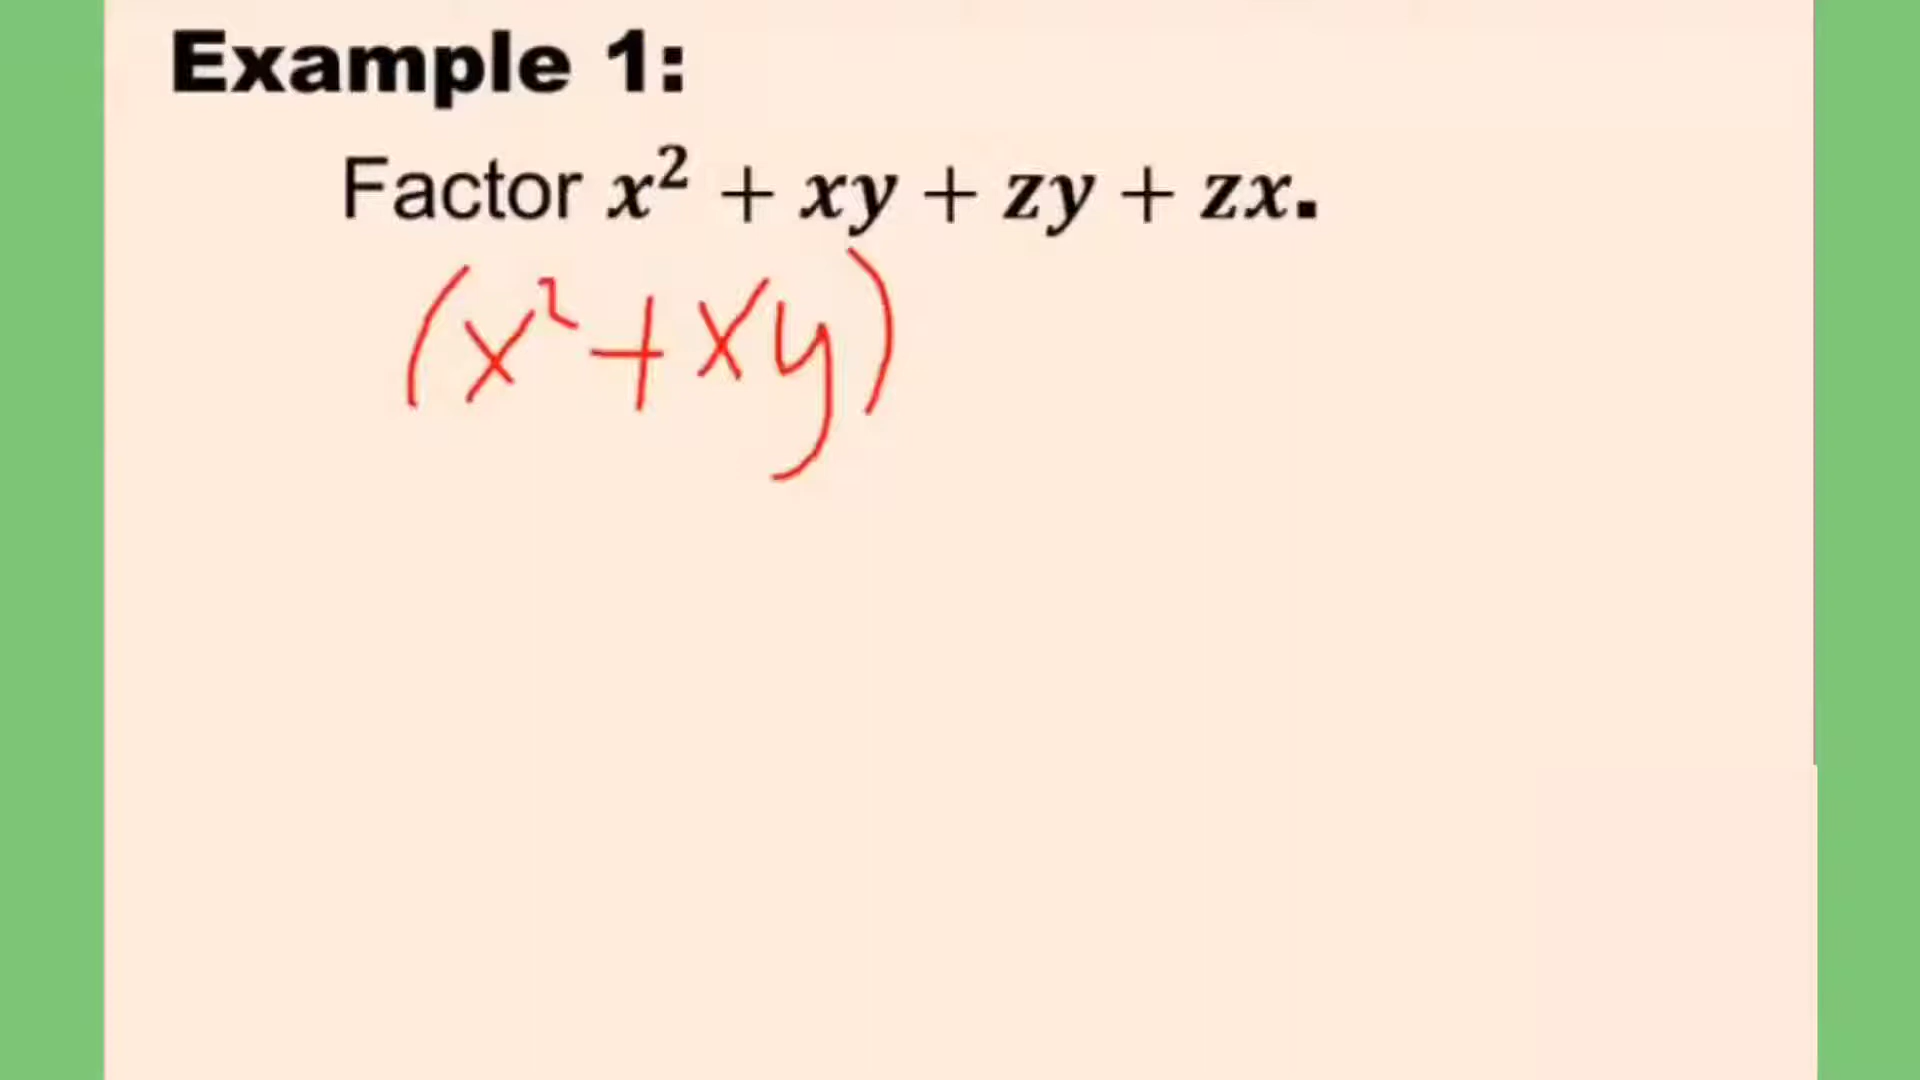 Example 1:
Factor x² + xy + zy + zx.
(x²+xy)